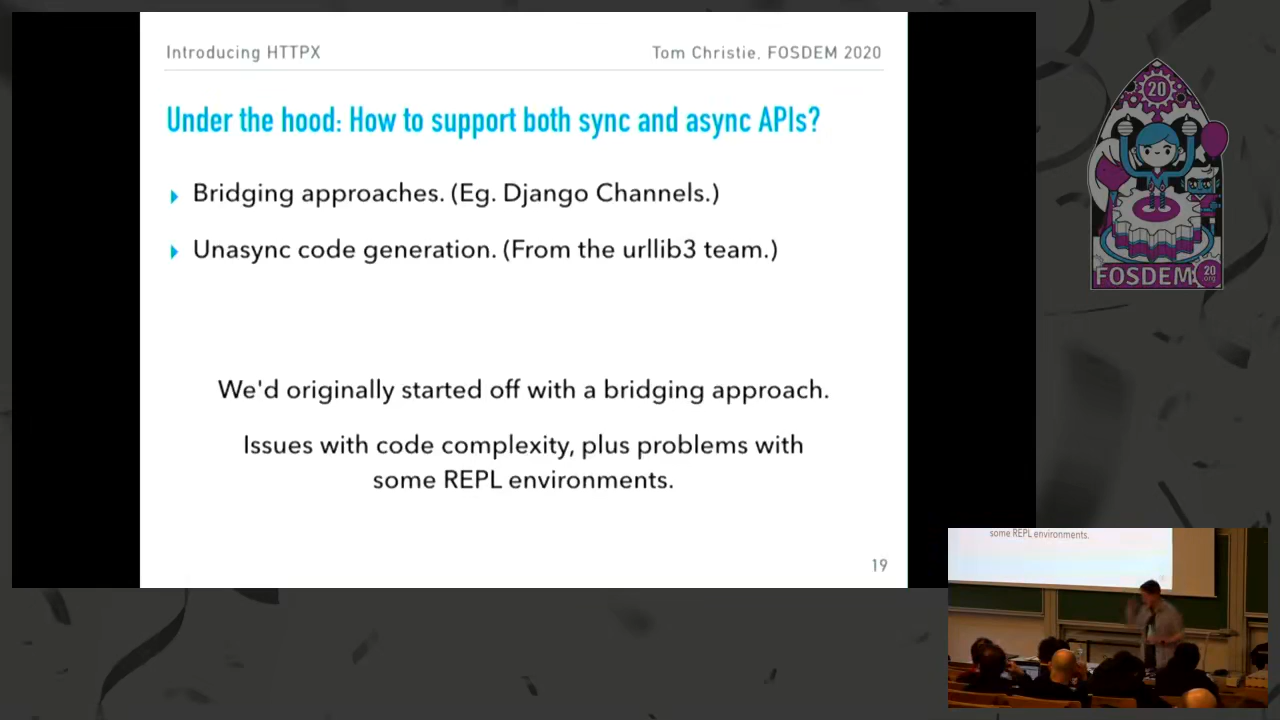 Introducing HTTPX
Tom Christie, FOSDEM 2020
Under the hood: How to support both sync and async APIs?
Bridging approaches. (Eg. Django Channels.)
Unasync code generation. (From the urllib3 team.)
We'd originally started off with a bridging approach.
Issues with code complexity, plus problems with
some REPL environments.
19
20
FOSDEM
20
.org
some REPL environments.